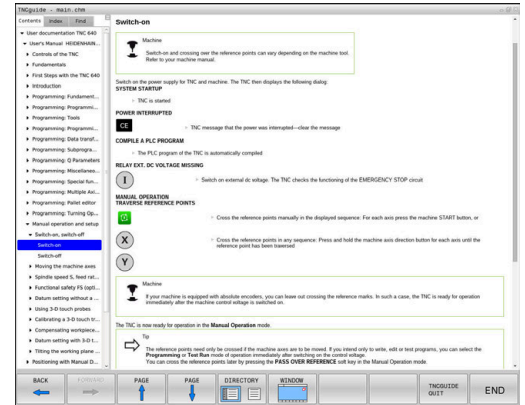 TNCguide - main.chm
Contents Index Find
User documentation TNC 640
User's Manual HEIDENHAIN...
Controls of the TNC
Fundamentals
First Steps with the TNC 640
Introduction
Programming: Fundament...
Programming: Programmi...
Programming: Tools
Programming: Programmi...
Programming: Data transf...
Programming: Subprogra...
Programming: Q Parameters
Programming: Miscellaneo...
Programming: Special fun...
Programming: Multiple Axi...
Programming: Pallet editor
Programming: Turning Op...
Manual operation and setup
Switch-on, switch-off
Switch-on
Switch-off
Moving the machine axes
Spindle speed S, feed rat...
Functional safety FS (opti...
Datum setting without a ...
Using 3-D touch probes
Calibrating a 3-D touch tr...
Compensating workpiece...
Datum setting with 3-D t...
Tilting the working plane ...
Positioning with Manual D...
Switch-on
Machine
Switch-on and crossing over the reference points can vary depending on the machine tool.
Refer to your machine manual.
Switch on the power supply for TNC and machine. The TNC then displays the following dialog:
SYSTEM STARTUP
TNC is started
POWER INTERRUPTED
CE
TNC message that the power was interrupted—clear the message
COMPILE A PLC PROGRAM
The PLC program of the TNC is automatically compiled
RELAY EXT. DC VOLTAGE MISSING
I
Switch on external dc voltage. The TNC checks the functioning of the EMERGENCY STOP circuit
MANUAL OPERATION
TRAVERSE REFERENCE POINTS
Cross the reference points manually in the displayed sequence: For each axis press the machine START button, or
X
Cross the reference points in any sequence: Press and hold the machine axis direction button for each axis until the
reference point has been traversed
Y
Machine
If your machine is equipped with absolute encoders, you can leave out crossing the reference marks. In such a case, the TNC is ready for operation
immediately after the machine control voltage is switched on.
The TNC is now ready for operation in the Manual Operation mode.
Tip
The reference points need only be crossed if the machine axes are to be moved. If you intend only to write, edit or test programs, you can select the
Programming or Test Run mode of operation immediately after switching on the control voltage.
You can cross the reference points later by pressing the PASS OVER REFERENCE soft key in the Manual Operation mode.
BACK
FORWARD
PAGE
PAGE
DIRECTORY
WINDOW
TNCGUIDE
QUIT
END